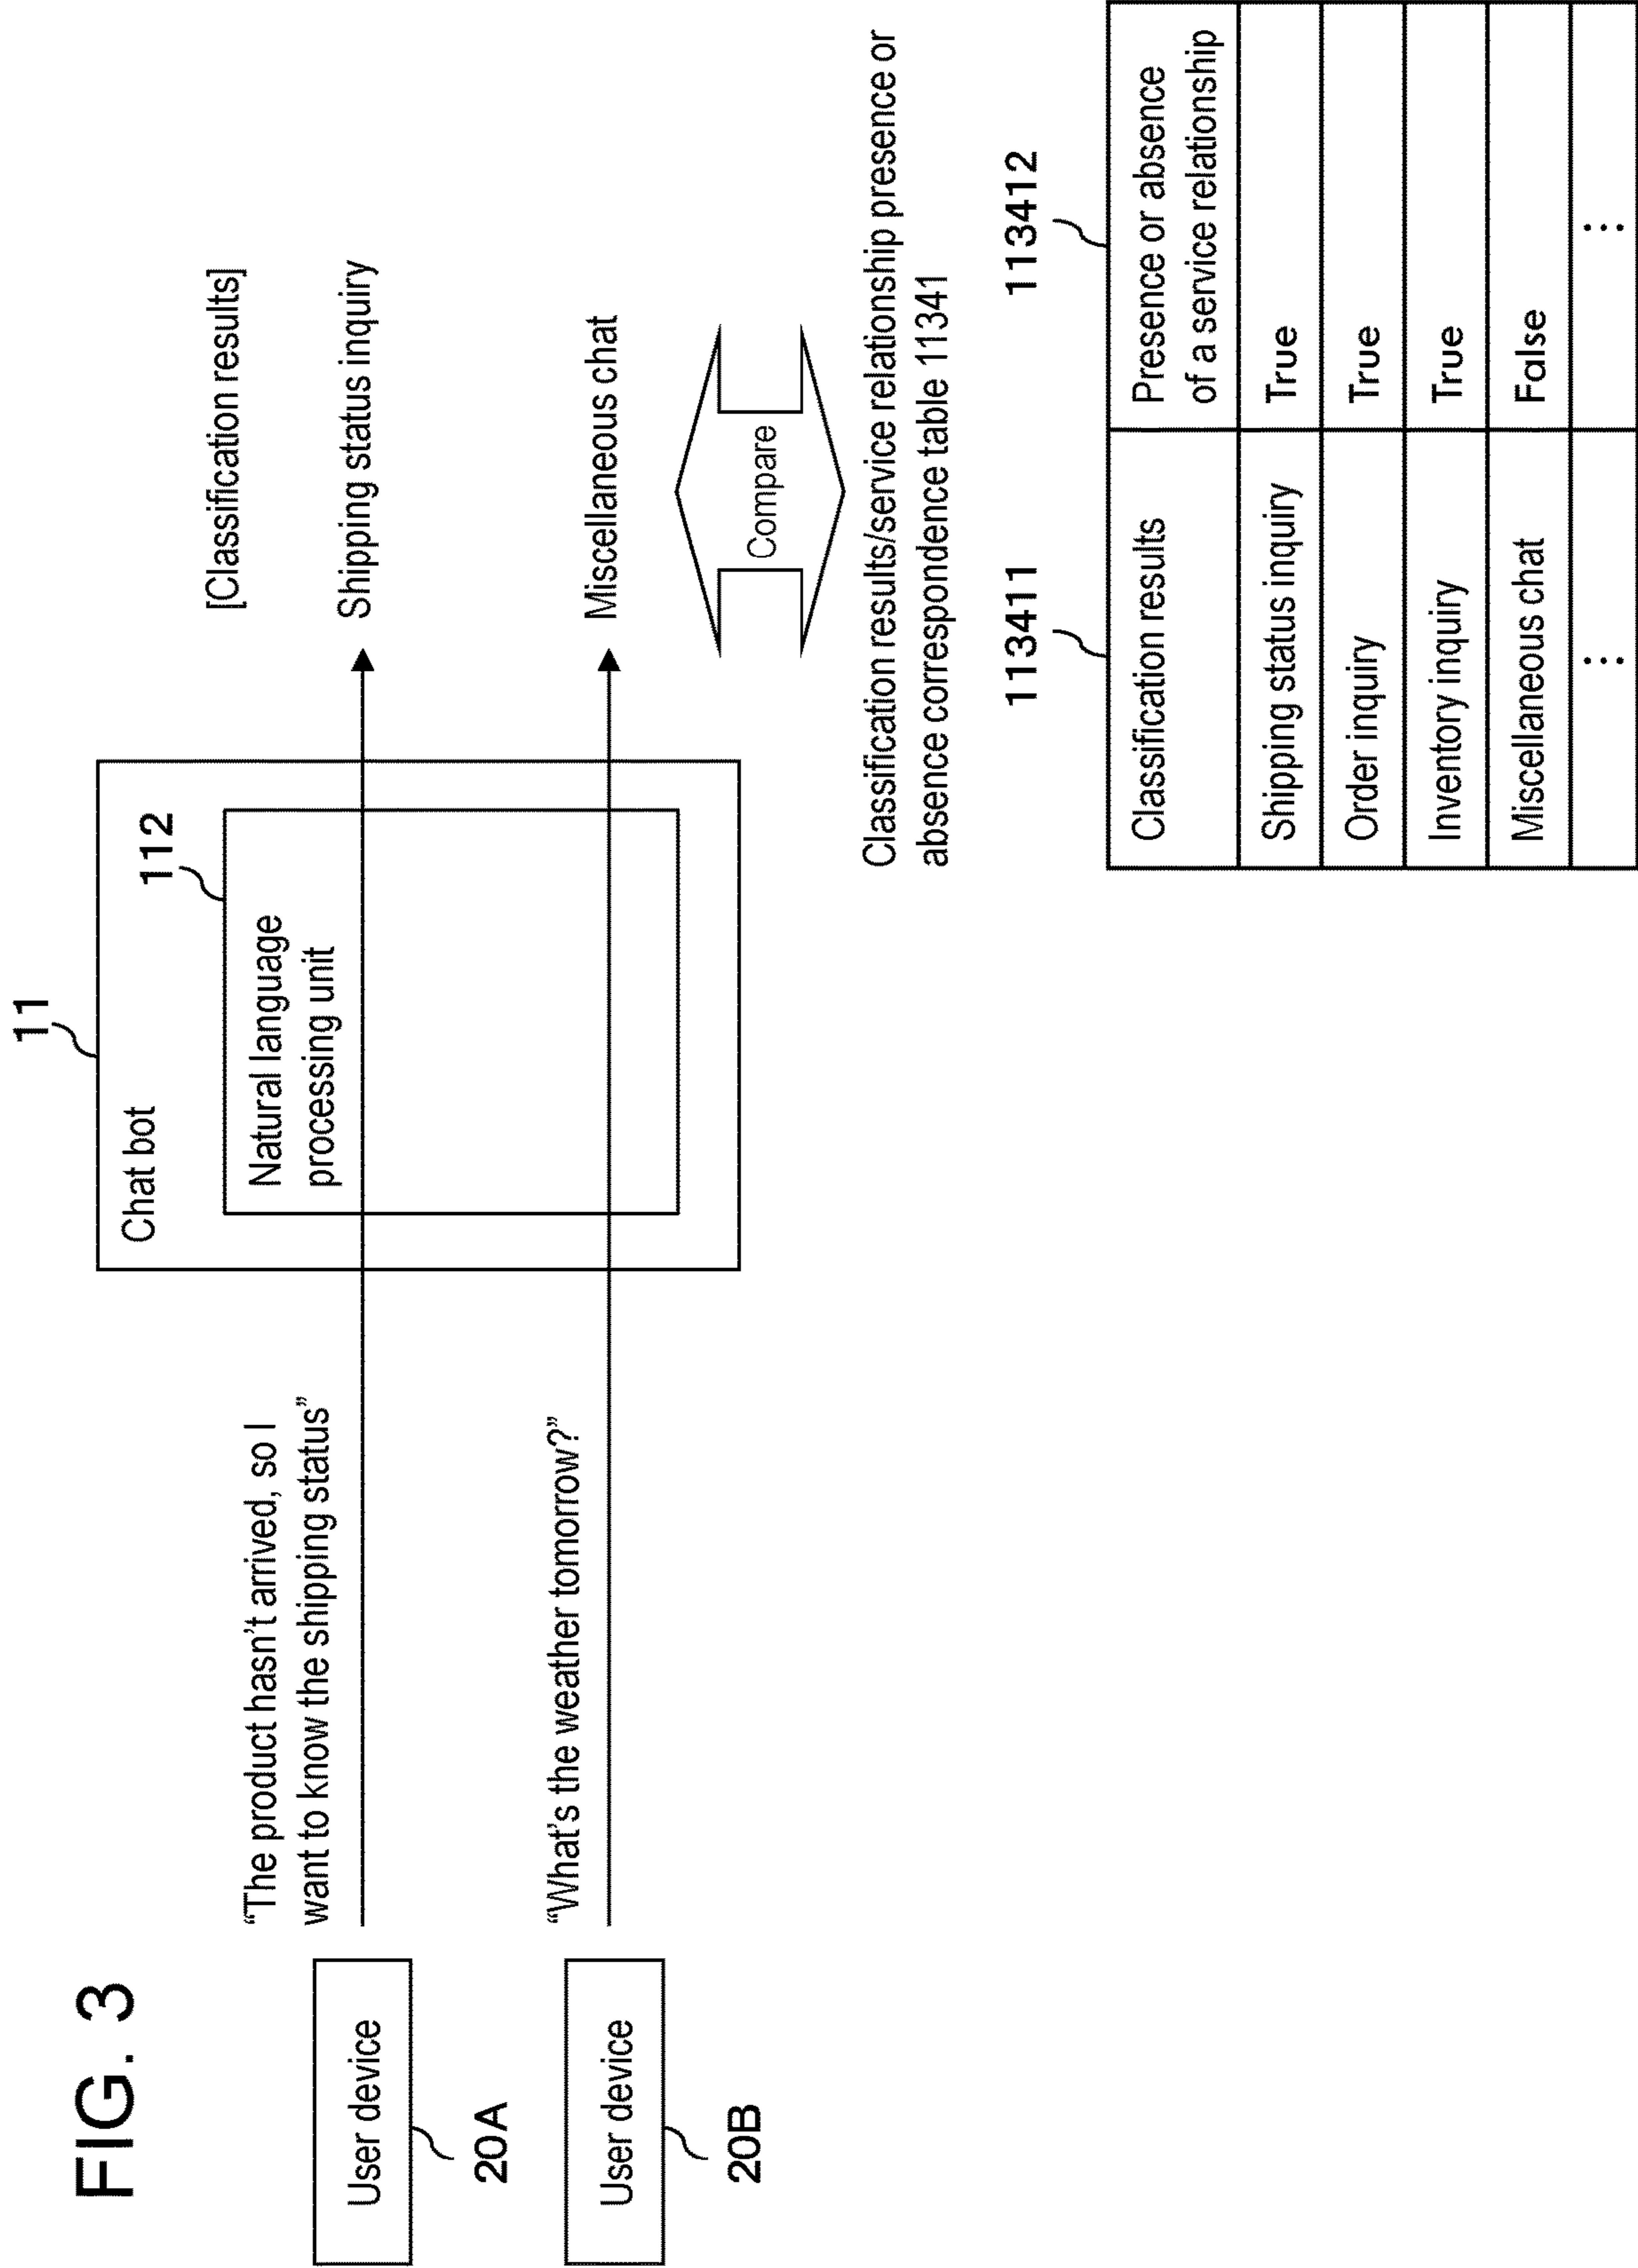 FIG. 3
11
Chat bot
112
Natural language
processing unit
[Classification results]
User device
20A
“The product hasn’t arrived, so I
want to know the shipping status”
Shipping status inquiry
User device
20B
“What’s the weather tomorrow?”
Miscellaneous chat
Compare
Classification results/service relationship presence or
absence correspondence table 11341
113411
113412
Classification results
Presence or absence
of a service relationship
Shipping status inquiry
True
Order inquiry
True
Inventory inquiry
True
Miscellaneous chat
False
⋮
⋮